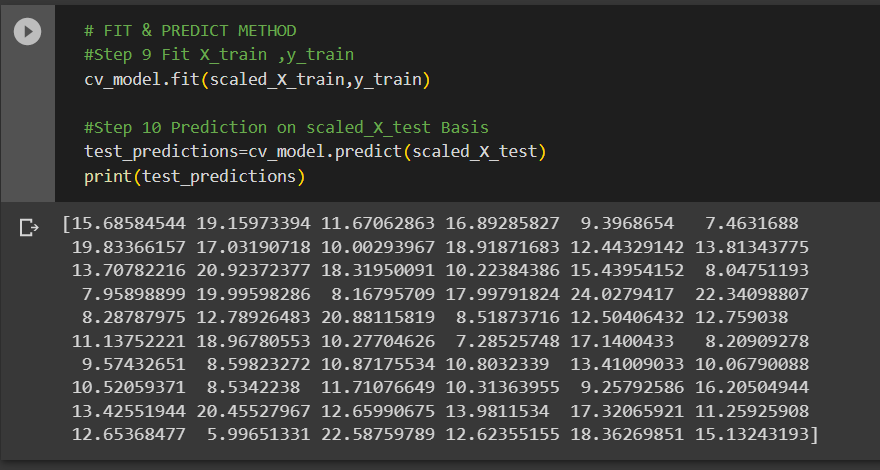 # FIT & PREDICT METHOD
#Step 9 Fit X_train ,y_train
cv_model.fit(scaled_X_train,y_train)
#Step 10 Prediction on scaled_X_test Basis
test_predictions=cv_model.predict(scaled_X_test)
print(test_predictions)
[15.68584544 19.15973394 11.67062863 16.89285827  9.3968654   7.4631688
 19.83366157 17.03190718 10.00293967 18.91871683 12.44329142 13.81343775
 13.70782216 20.92372377 18.31950091 10.22384386 15.43954152  8.04751193
  7.95898899 19.99598286  8.16795709 17.99791824 24.0279417  22.34098807
  8.28787975 12.78926483 20.88115819  8.51873716 12.50406432 12.759038
 11.13752221 18.96780553 10.27704626  7.28525748 17.1400433   8.20909278
  9.57432651  8.59823272 10.87175534 10.8032339  13.41009033 10.06790088
 10.52059371  8.5342238  11.71076649 10.31363955  9.25792586 16.20504944
 13.42551944 20.45527967 12.65990675 13.9811534  17.32065921 11.25925908
 12.65368477  5.99651331 22.58759789 12.62355155 18.36269851 15.13243193]